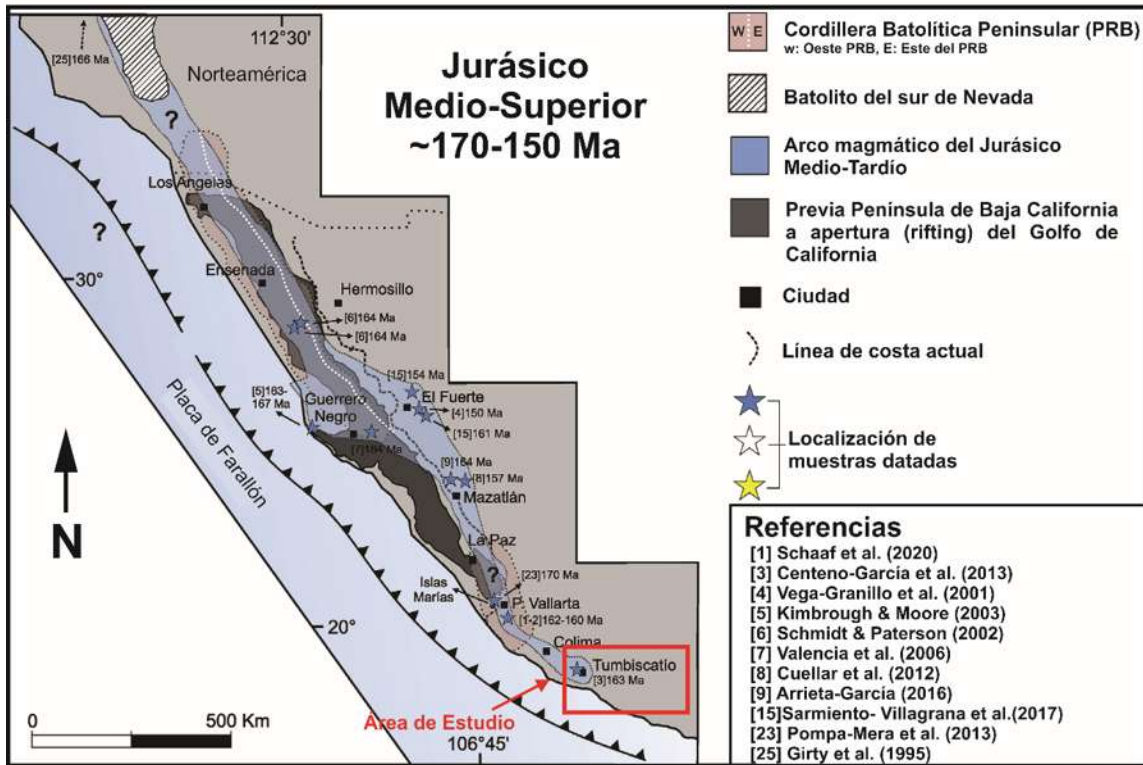 112°30'
[25]166 Ma
Norteamérica
Jurásico
Medio-Superior
~170-150 Ma
?
Los Angelas
?
30°
Ensenada
Hermosillo
[6]164 Ma
[6]164 Ma
[15]154 Ma
El Fuerte
[4]150 Ma
[15]161 Ma
[5]163-
167 Ma
Guerrero
Negro
[7]164 Ma
[9]164 Ma
[8]157 Ma
Mazatlán
Placa de Farallón
N
La Paz
?
[23]170 Ma
Islas
Marías
P. Vallarta
[1-2]162-160 Ma
20°
Colima
Tumbiscatio
[3]163 Ma
Área de Estudio
0
500 Km
106°45'
W E
Cordillera Batolítica Peninsular (PRB)
w: Oeste PRB, E: Este del PRB
Batolito del sur de Nevada
Arco magmático del Jurásico
Medio-Tardío
Previa Peninsula de Baja California
a apertura (rifting) del Golfo de
California
Ciudad
Línea de costa actual
Localización de
muestras datadas
Referencias
[1] Schaaf et al. (2020)
[3] Centeno-García et al. (2013)
[4] Vega-Granillo et al. (2001)
[5] Kimbrough & Moore (2003)
[6] Schmidt & Paterson (2002)
[7] Valencia et al. (2006)
[8] Cuellar et al. (2012)
[9] Arrieta-García (2016)
[15]Sarmiento- Villagrana et al.(2017)
[23] Pompa-Mera et al. (2013)
[25] Girty et al. (1995)